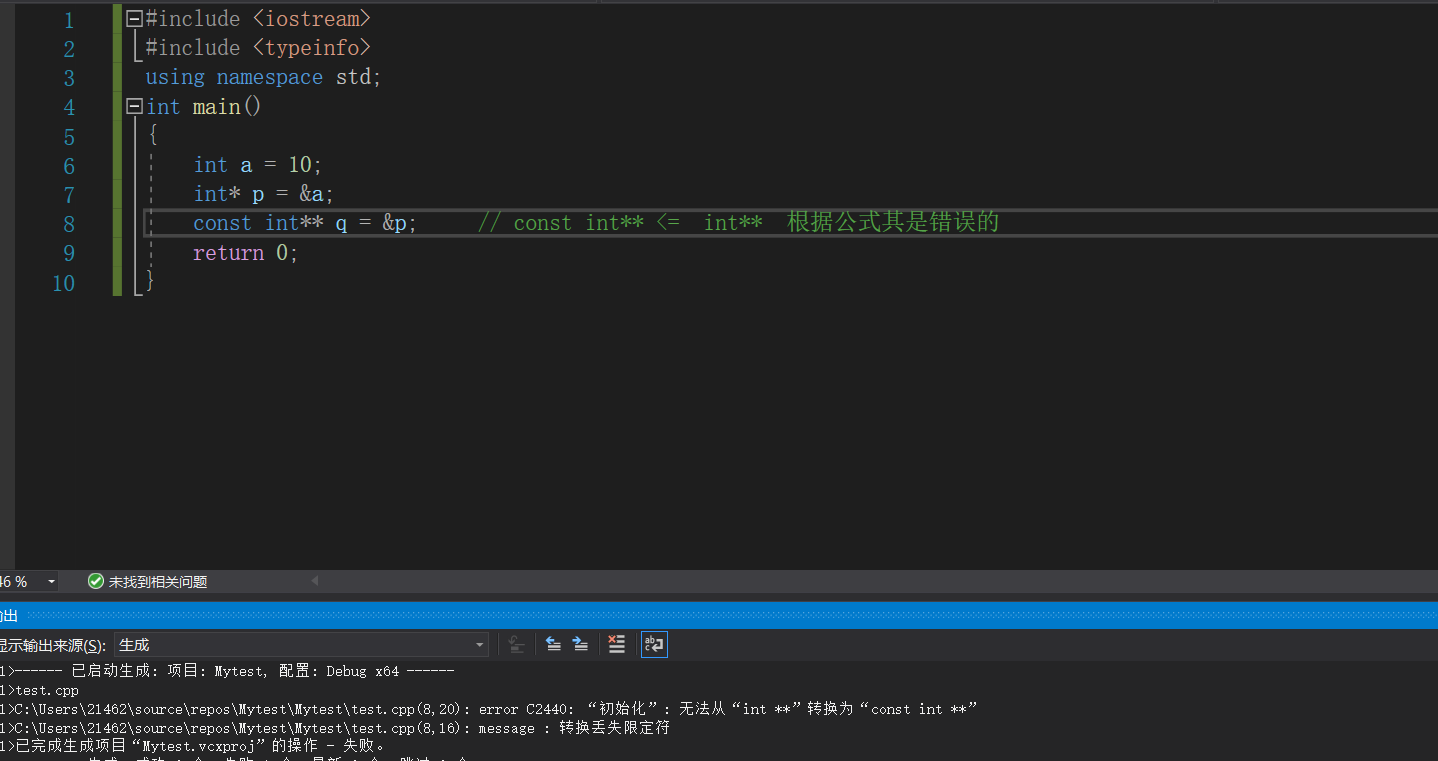 1 #include <iostream>
2 #include <typeinfo>
3 using namespace std;
4 int main()
5 {
6 int a = 10;
7 int* p = &a;
8 const int** q = &p; // const int** <= int** 根据公式其是错误的
9 return 0;
10 }
46 % 未找到相关问题
输出
显示输出来源(S): 生成
1>------ 已启动生成: 项目: Mytest, 配置: Debug x64 ------
1>test.cpp
1>C:\Users\21462\source\repos\Mytest\Mytest\test.cpp(8,20): error C2440: “初始化”: 无法从“int **”转换为“const int **”
1>C:\Users\21462\source\repos\Mytest\Mytest\test.cpp(8,16): message : 转换丢失限定符
1>已完成生成项目“Mytest.vcxproj”的操作 - 失败。